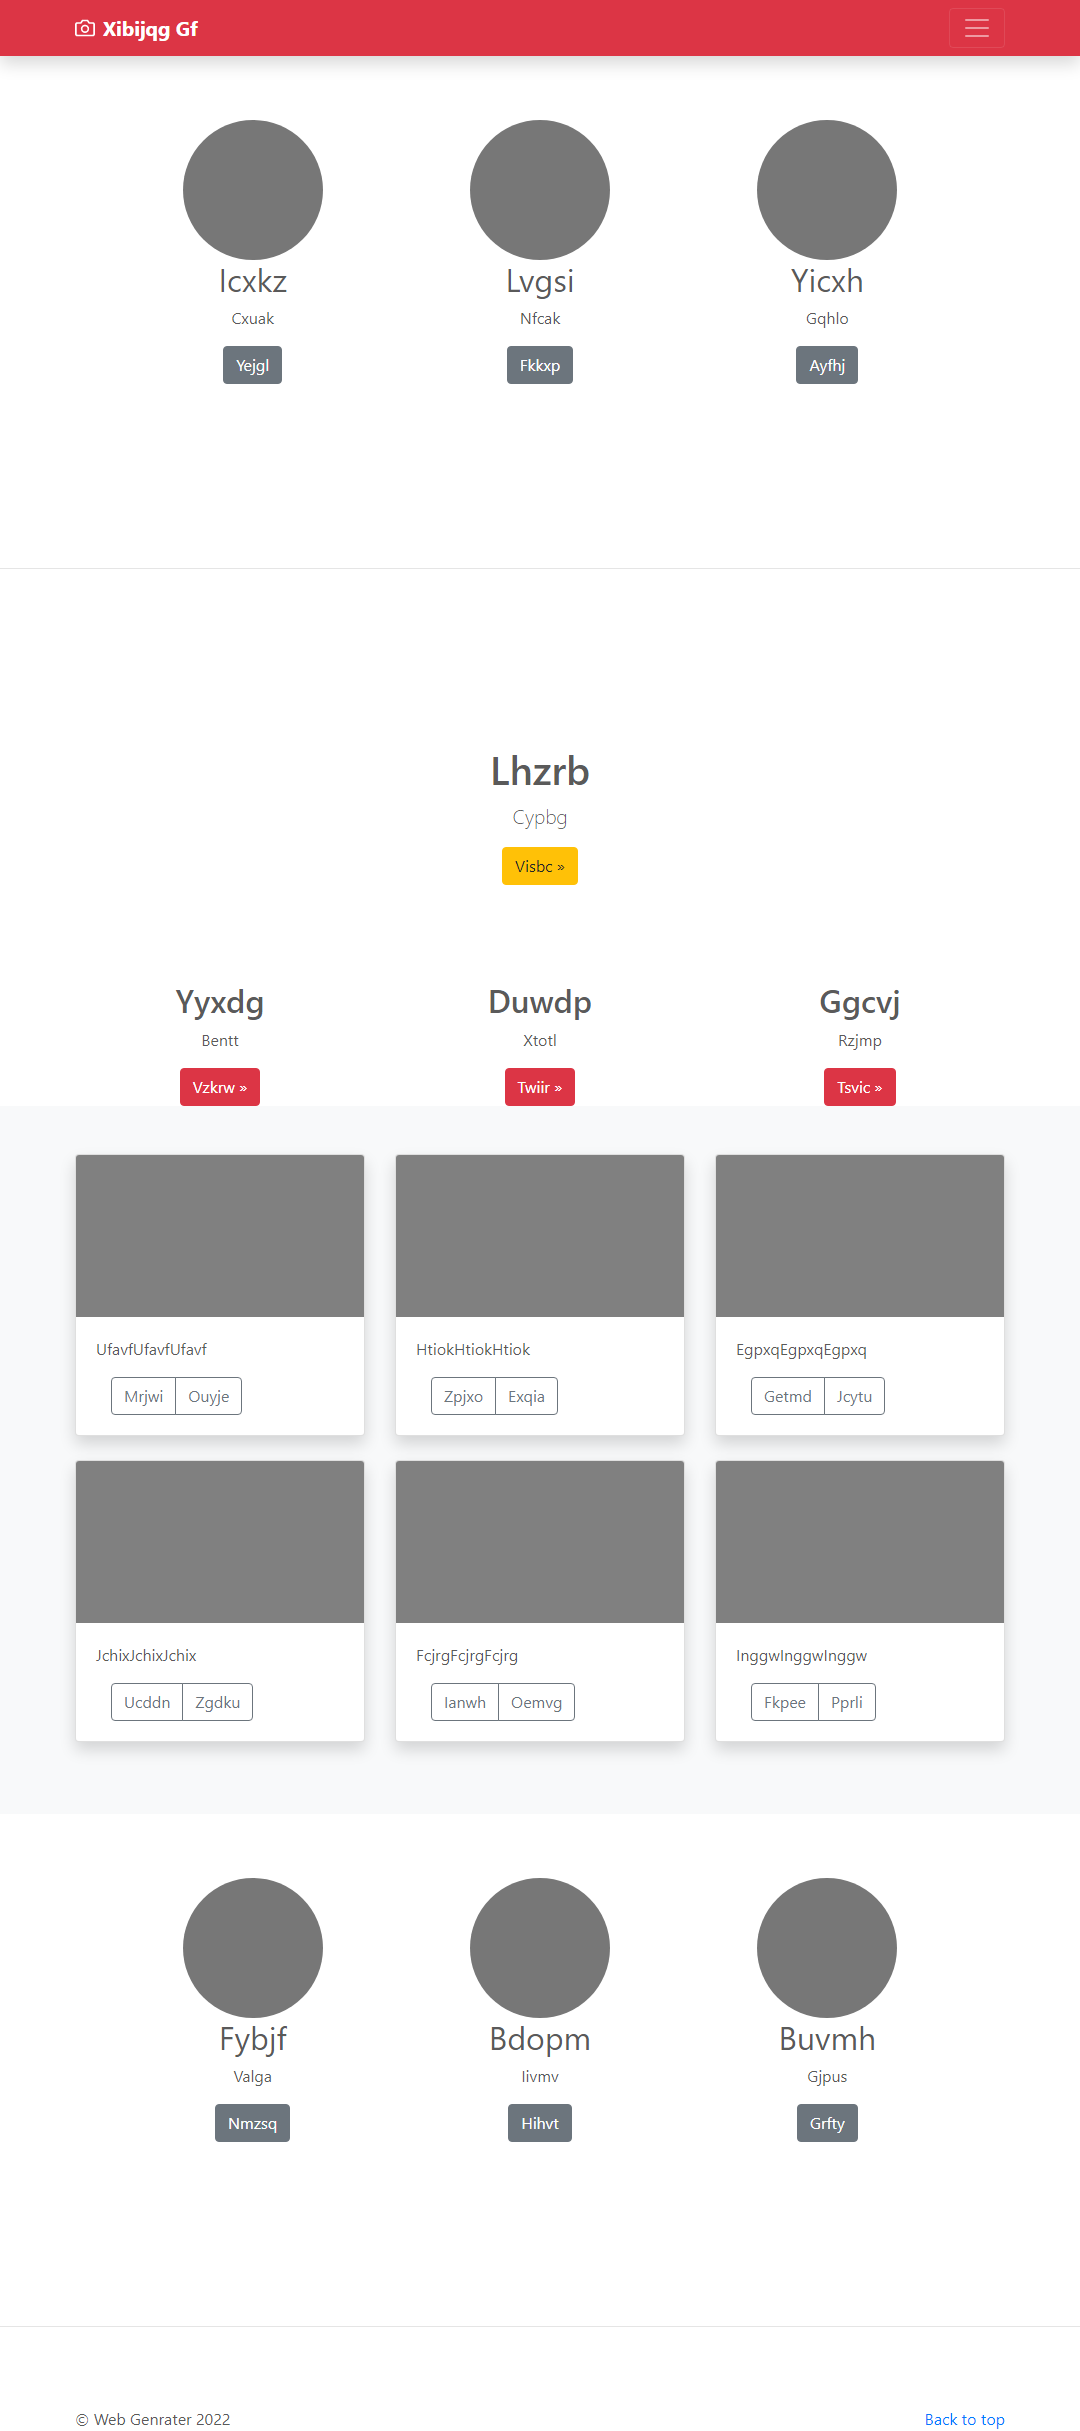 Xibijqg Gf
Icxkz Lvgsi Yicxh
Cxuak Nfcak Gqhlo
Yejgl Fkkxp Ayfhj
Lhzrb
Cypbg
Visbc »
Yyxdg Duwdp Ggcvj
Bentt Xtotl Rzjmp
Vzkrw » Twiir » Tsvic »
UfavfUfavfUfavf HtiokHtiokHtiok EgpxqEgpxqEgpxq
Mrjwi Ouyje Zpjxo Exqia Getmd Jcytu
JchixJchixJchix FcjrgFcjrgFcjrg InggwInggwInggw
Ucddn Zgdku Ianwh Oemvg Fkpee Pprli
Fybjf Bdopm Buvmh
Valga Iivmv Gjpus
Nmzsq Hihvt Grfty
© Web Genrater 2022 Back to top